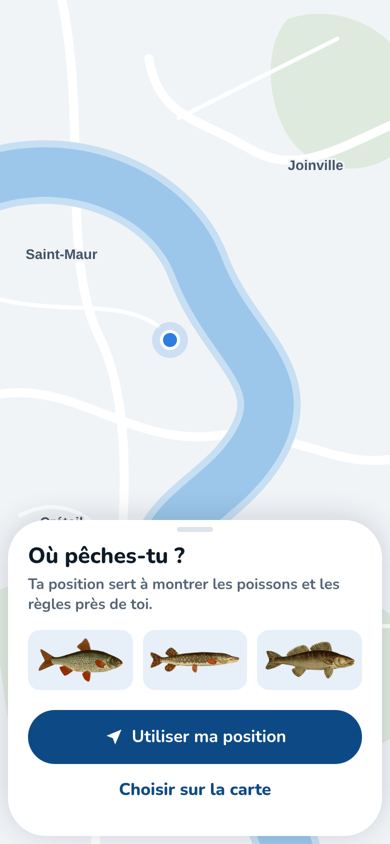 Joinville
Saint-Maur
Créteil
Où pêches-tu ?
Ta position sert à montrer les poissons et les
règles près de toi.
Utiliser ma position
Choisir sur la carte